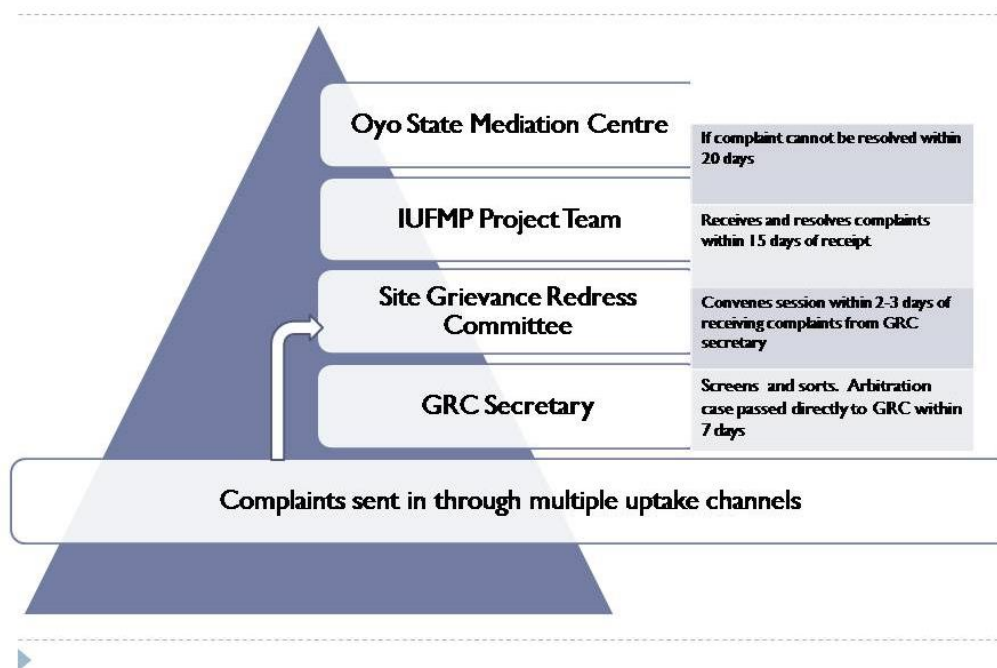 Oyo State Mediation Centre
If complaint cannot be resolved within
20 days
IUFMP Project Team
Receives and resolves complaints
within 15 days of receipt
Site Grievance Redress
Committee
Convenes session within 2-3 days of
receiving complaints from GRC
secretary
GRC Secretary
Screens and sorts. Arbitration
case passed directly to GRC within
7 days
Complaints sent in through multiple uptake channels